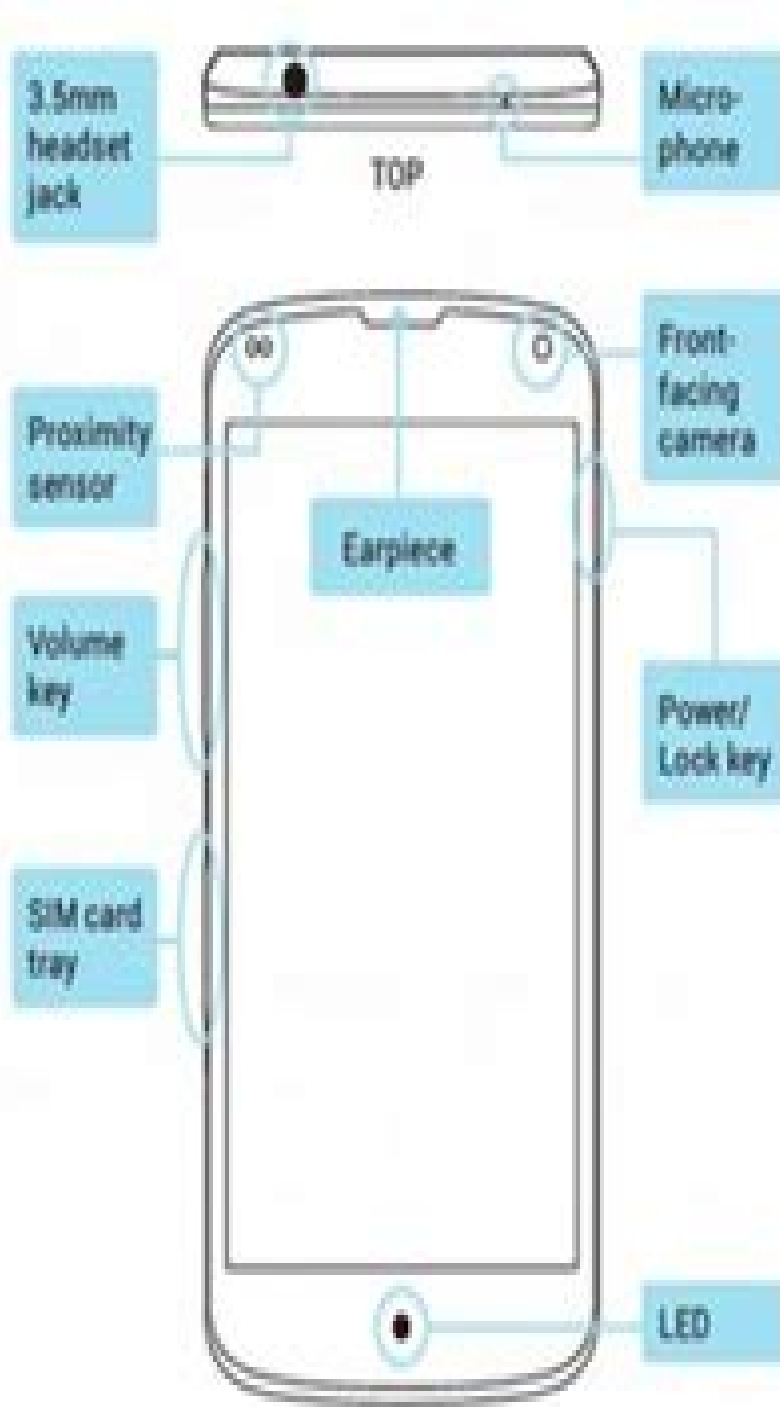 3.5mm
headset
jack
Micro-
phone
TOP
Front-
facing
camera
Proximity
sensor
Earpiece
Volume
key
Power/
Lock key
SIM card
tray
LED